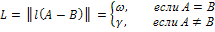 L = ‖l(A − B)‖ = {ω, если A = B
γ, если A ≠ B